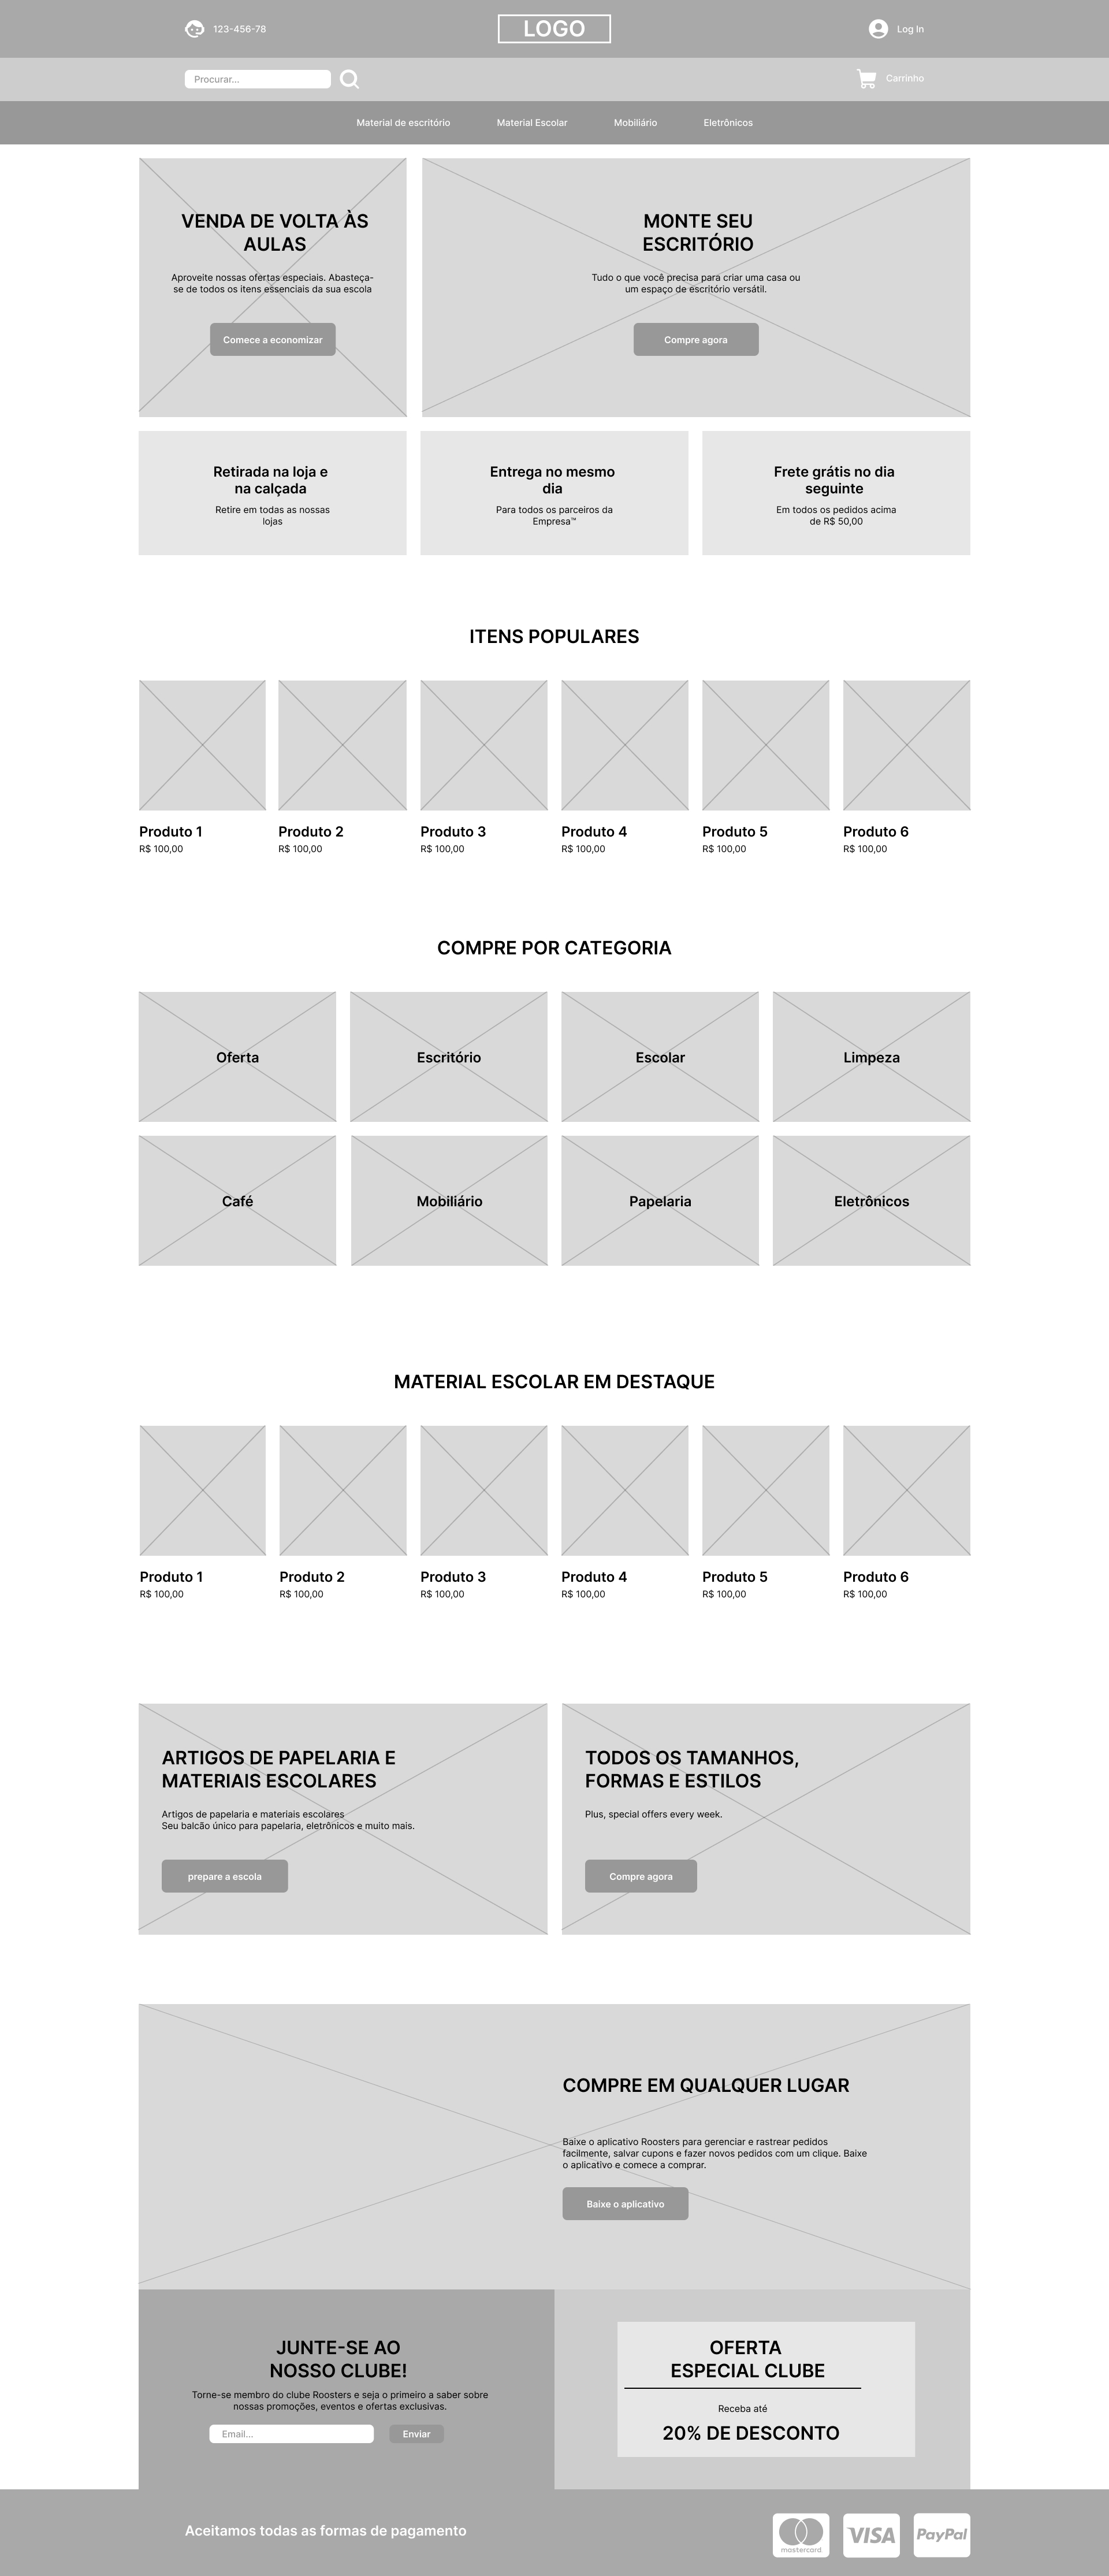 123-456-78
LOGO
Log In
Procurar...
Carrinho
Material de escritório
Material Escolar
Mobiliário
Eletrônicos
VENDA DE VOLTA ÀS
AULAS
Aproveite nossas ofertas especiais. Abasteça-
se de todos os itens essenciais da sua escola
Comece a economizar
MONTE SEU
ESCRITÓRIO
Tudo o que você precisa para criar uma casa ou
um espaço de escritório versátil.
Compre agora
Retirada na loja e
na calçada
Retire em todas as nossas
lojas
Entrega no mesmo
dia
Para todos os parceiros da
Empresa™
Frete grátis no dia
seguinte
Em todos os pedidos acima
de R$ 50,00
ITENS POPULARES
Produto 1
R$ 100,00
Produto 2
R$ 100,00
Produto 3
R$ 100,00
Produto 4
R$ 100,00
Produto 5
R$ 100,00
Produto 6
R$ 100,00
COMPRE POR CATEGORIA
Oferta
Escritório
Escolar
Limpeza
Café
Mobiliário
Papelaria
Eletrônicos
MATERIAL ESCOLAR EM DESTAQUE
Produto 1
R$ 100,00
Produto 2
R$ 100,00
Produto 3
R$ 100,00
Produto 4
R$ 100,00
Produto 5
R$ 100,00
Produto 6
R$ 100,00
ARTIGOS DE PAPELARIA E
MATERIAIS ESCOLARES
Artigos de papelaria e materiais escolares
Seu balcão único para papelaria, eletrônicos e muito mais.
prepare a escola
TODOS OS TAMANHOS,
FORMAS E ESTILOS
Plus, special offers every week.
Compre agora
COMPRE EM QUALQUER LUGAR
Baixe o aplicativo Roosters para gerenciar e rastrear pedidos
facilmente, salvar cupons e fazer novos pedidos com um clique. Baixe
o aplicativo e comece a comprar.
Baixe o aplicativo
JUNTE-SE AO
NOSSO CLUBE!
Torne-se membro do clube Roosters e seja o primeiro a saber sobre
nossas promoções, eventos e ofertas exclusivas.
Email...
Enviar
OFERTA
ESPECIAL CLUBE
Receba até
20% DE DESCONTO
Aceitamos todas as formas de pagamento
mastercard
VISA
PayPal